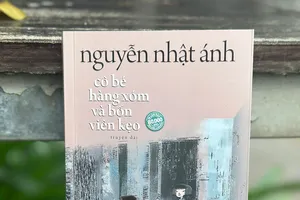 nguyễn nhật ánh
cô bé
hàng xóm
và bốn
viên kẹo
truyện dài